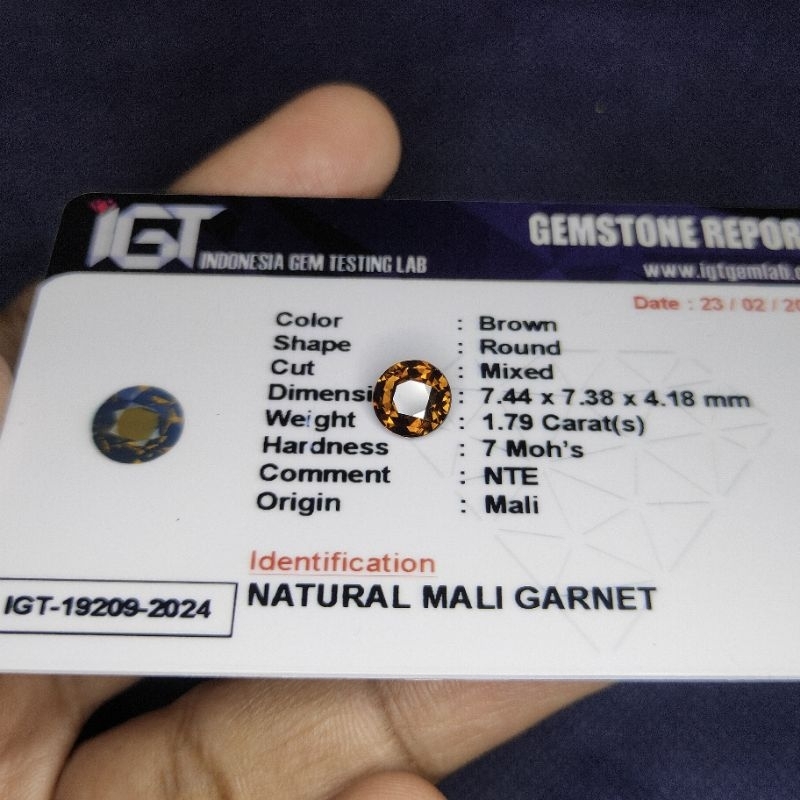 IGT INDONESIA GEM TESTING LAB
GEMSTONE REPOR
www.igtgemlab.c
Date : 23 / 02 / 20
Color : Brown
Shape : Round
Cut : Mixed
Dimensi : 7.44 x 7.38 x 4.18 mm
Weight : 1.79 Carat(s)
Hardness : 7 Moh's
Comment : NTE
Origin : Mali
Identification
IGT-19209-2024 NATURAL MALI GARNET